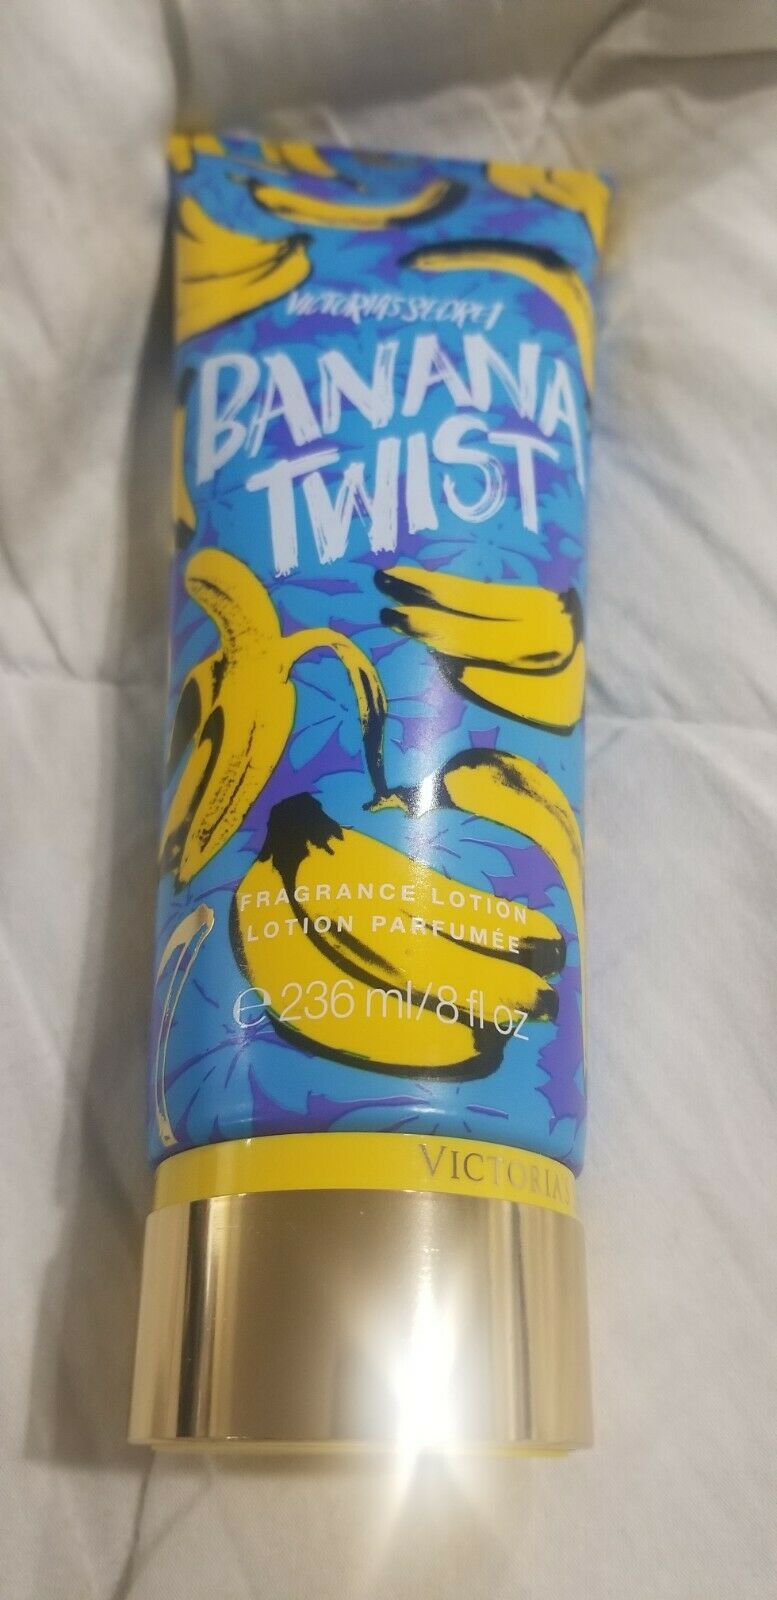 VICTORIA'S SECRET
BANANA
TWIST
FRAGRANCE LOTION
LOTION PARFUMÉE
℮ 236 ml/8 fl oz
VICTORIA'S